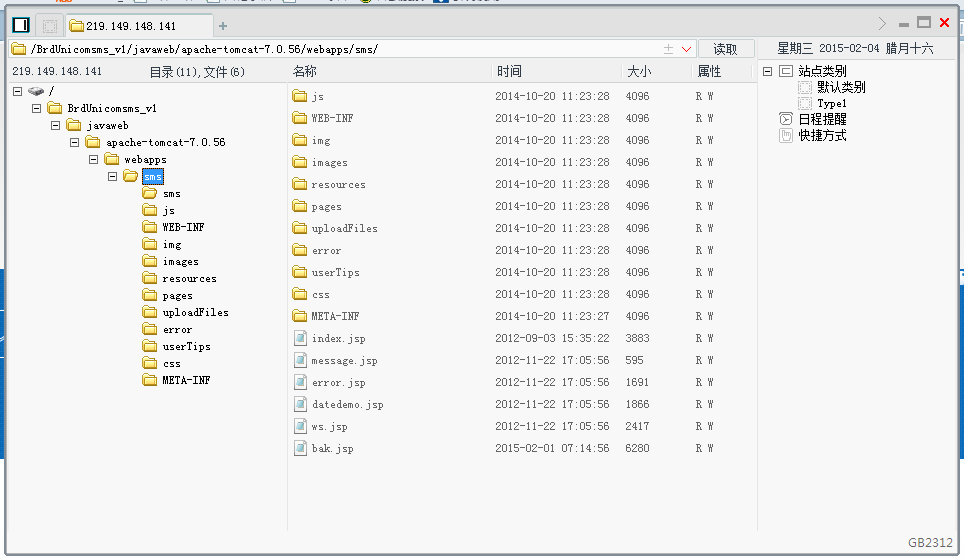 219.149.148.141
/BrdUnicomsms_v1/javaweb/apache-tomcat-7.0.56/webapps/sms/
读取
星期三 2015-02-04 腊月十六
219.149.148.141 目录(11),文件(6)
名称 时间 大小 属性
/
BrdUnicomsms_v1
javaweb
apache-tomcat-7.0.56
webapps
sms
sms
js
WEB-INF
img
images
resources
pages
uploadFiles
error
userTips
css
META-INF
js 2014-10-20 11:23:28 4096 R W
WEB-INF 2014-10-20 11:23:28 4096 R W
img 2014-10-20 11:23:28 4096 R W
images 2014-10-20 11:23:28 4096 R W
resources 2014-10-20 11:23:28 4096 R W
pages 2014-10-20 11:23:28 4096 R W
uploadFiles 2014-10-20 11:23:28 4096 R W
error 2014-10-20 11:23:28 4096 R W
userTips 2014-10-20 11:23:28 4096 R W
css 2014-10-20 11:23:28 4096 R W
META-INF 2014-10-20 11:23:27 4096 R W
index.jsp 2012-09-03 15:35:22 3883 R W
message.jsp 2012-11-22 17:05:56 595 R W
error.jsp 2012-11-22 17:05:56 1691 R W
datedemo.jsp 2012-11-22 17:05:56 1866 R W
ws.jsp 2012-11-22 17:05:56 2417 R W
bak.jsp 2015-02-01 07:14:56 6280 R W
站点类别
默认类别
Type1
日程提醒
快捷方式
GB2312